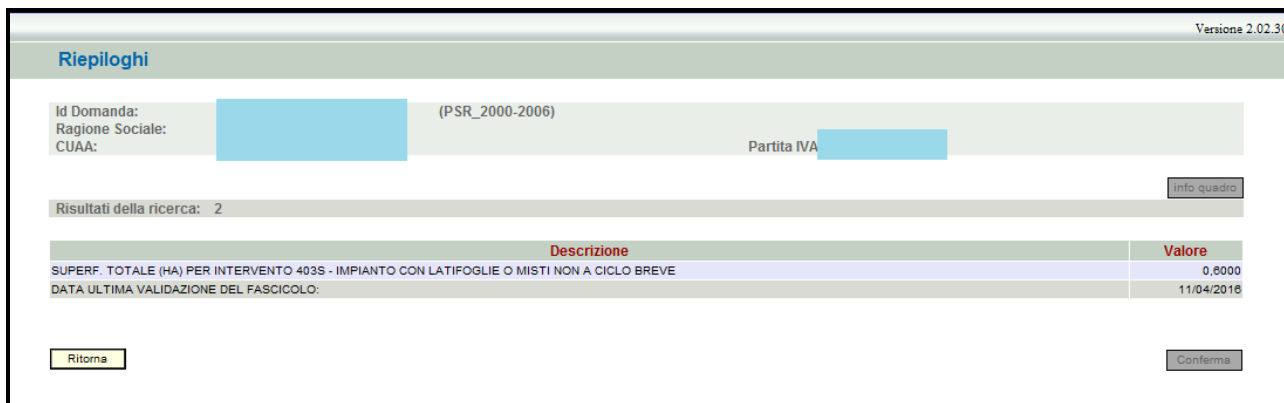 Versione 2.02.30
Riepiloghi
Id Domanda: (PSR_2000-2006)
Ragione Sociale:
CUAA: Partita IVA
info quadro
Risultati della ricerca: 2
Descrizione Valore
SUPERF. TOTALE (HA) PER INTERVENTO 403S - IMPIANTO CON LATIFOGLIE O MISTI NON A CICLO BREVE 0,6000
DATA ULTIMA VALIDAZIONE DEL FASCICOLO: 11/04/2016
Ritorna Conferma